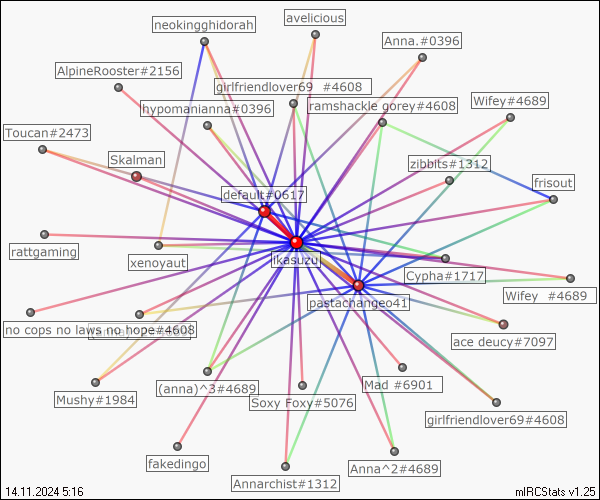 neokingghidorah
avelicious
Anna.#0396
AlpineRooster#2156
girlfriendlover69 #4608
hypomanianna#0396
ramshackle gorey#4608
Wifey#4689
Toucan#2473
Skalman
zibbits#1312
default#0617
frisout
rattgaming
xenoyaut
ikasuzu
Cypha#1717
pastachangeo41
Wifey #4689
no cops no laws no hope#4608
ace deucy#7097
Mushy#1984
(anna)^3#4689
Soxy Foxy#5076
Mad #6901
girlfriendlover69#4608
fakedingo
Annarchist#1312
Anna^2#4689
14.11.2024 5:16
mIRCStats v1.25